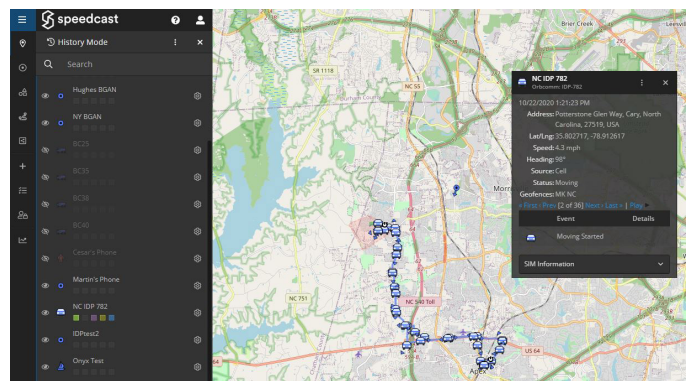 speedcast
History Mode
Search
Hughes BGAN
NY BGAN
BC25
BC35
BC38
BC40
Cesar's Phone
Martin's Phone
NC IDP 782
IDPtest2
Onyx Test
Brier Creek
SR 1118
NC 55
Durham County
Morri
NC 751
NC 540 Toll
US 64
Apex
NC IDP 782
Orbcomm: IDP-782
10/22/2020 1:21:23 PM
Address: Potterstone Glen Way, Cary, North
Carolina, 27519, USA
Lat/Lng: 35.802717, -78.912617
Speed: 4.3 mph
Heading: 98°
Source: Cell
Status: Moving
Geofences: MK NC
« First ‹ Prev [2 of 36] Next › Last » | Play
Event Details
Moving Started
SIM Information